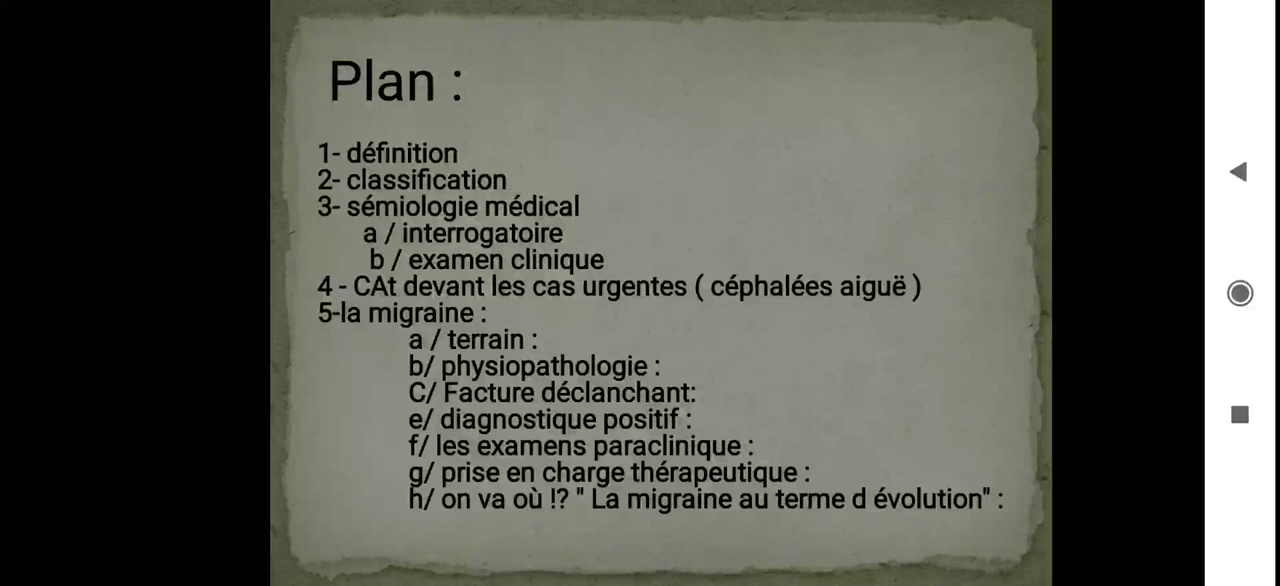 Plan :
1- définition
2- classification
3- sémiologie médical
a / interrogatoire
b / examen clinique
4 - CAt devant les cas urgentes ( céphalées aiguë )
5-la migraine :
a / terrain :
b/ physiopathologie :
C/ Facture déclanchant:
e/ diagnostique positif :
f/ les examens paraclinique :
g/ prise en charge thérapeutique :
h/ on va où !? " La migraine au terme d évolution" :